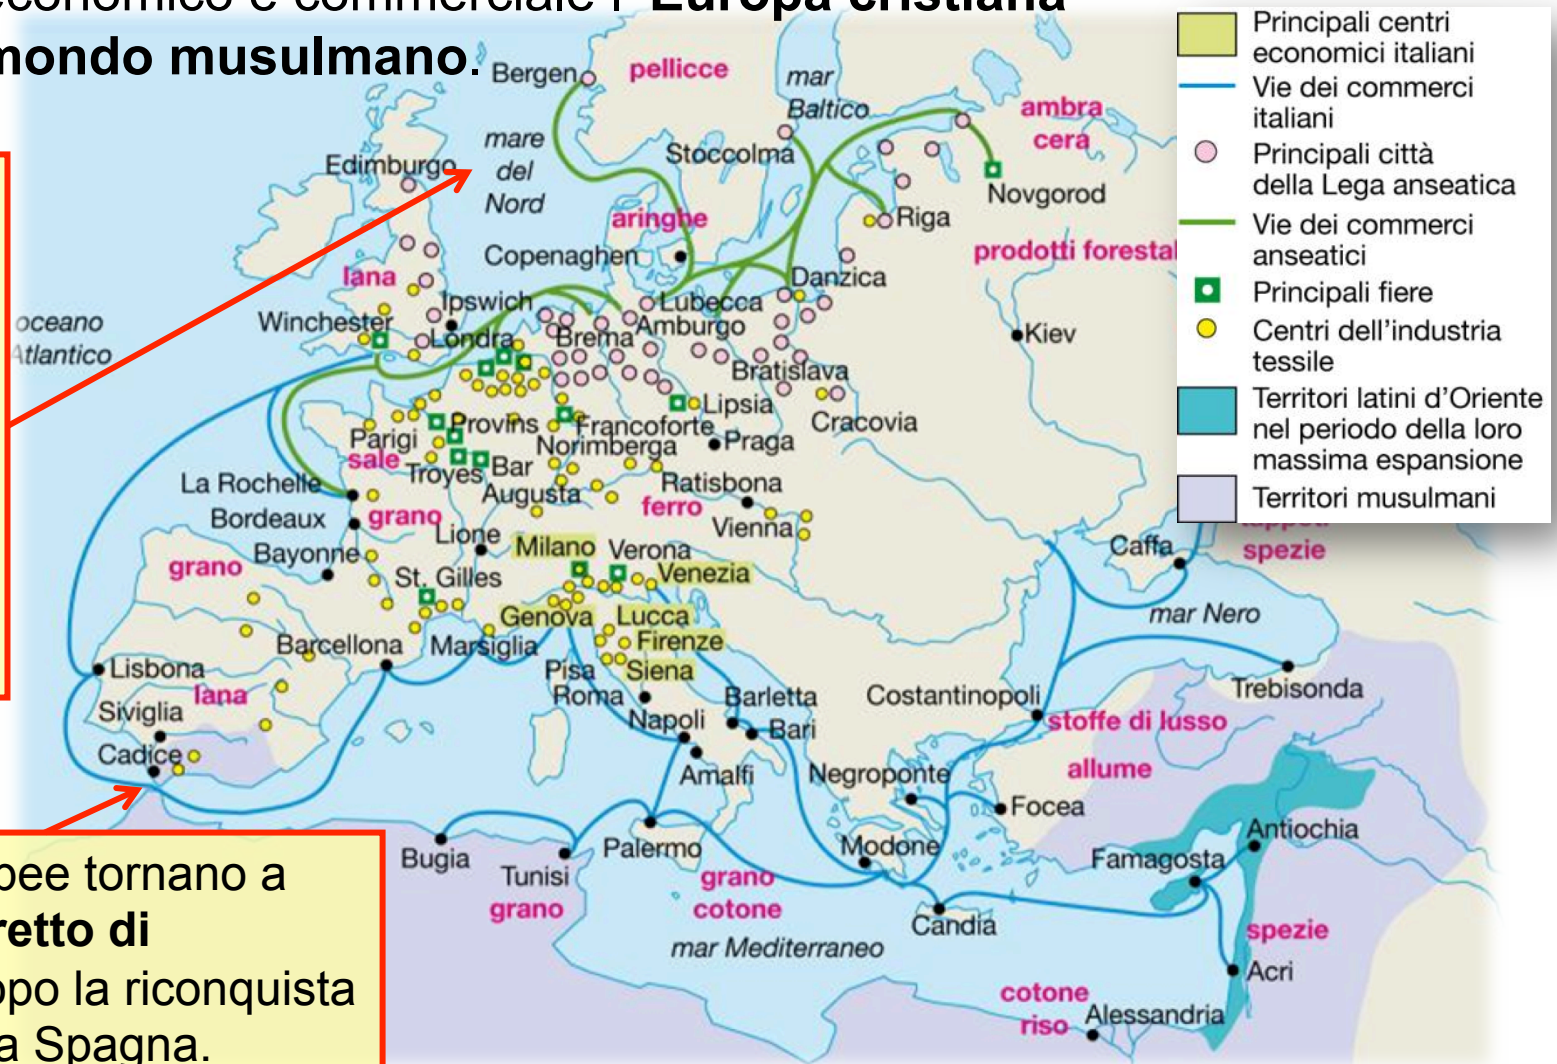 economico e commerciale l'Europa cristiana
mondo musulmano.
Principali centri
economici italiani
Vie dei commerci
italiani
Principali città
della Lega anseatica
Vie dei commerci
anseatici
Principali fiere
Centri dell'industria
tessile
Territori latini d'Oriente
nel periodo della loro
massima espansione
Territori musulmani
Bergen
pellicce
mar
Baltico
ambra
cera
mare
del
Nord
Edimburgo
Stoccolma
Novgorod
aringhe
Riga
Copenaghen
prodotti forestal
lana
Danzica
Ipswich
Lubecca
oceano
Atlantico
Winchester
Londra
Brema
Amburgo
Kiev
Bratislava
Lipsia
Provins
Francoforte
Cracovia
Parigi
Norimberga
Praga
sale
Troyes
Bar
La Rochelle
Augusta
Ratisbona
ferro
Bordeaux
grano
Vienna
Lione
Milano
Verona
Caffa
spezie
Bayonne
grano
St. Gilles
Venezia
Genova
Lucca
mar Nero
Barcellona
Marsiglia
Firenze
Lisbona
Pisa
Siena
lana
Roma
Barletta
Costantinopoli
Trebisonda
Siviglia
Napoli
Bari
stoffe di lusso
Cadice
Amalfi
Negroponte
allume
Focea
Antiochia
Bugia
Tunisi
Palermo
Modone
Famagosta
grano
grano
cotone
Candia
spezie
mar Mediterraneo
Acri
cotone
riso
Alessandria
pee tornano a
retto di
ppo la riconquista
a Spagna.